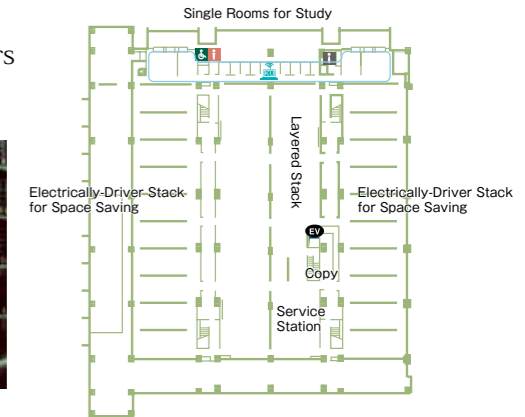 Single Rooms for Study
rs
Layered Stack
Electrically-Driver Stack
for Space Saving
Electrically-Driver Stack
for Space Saving
EV
Copy
Service
Station